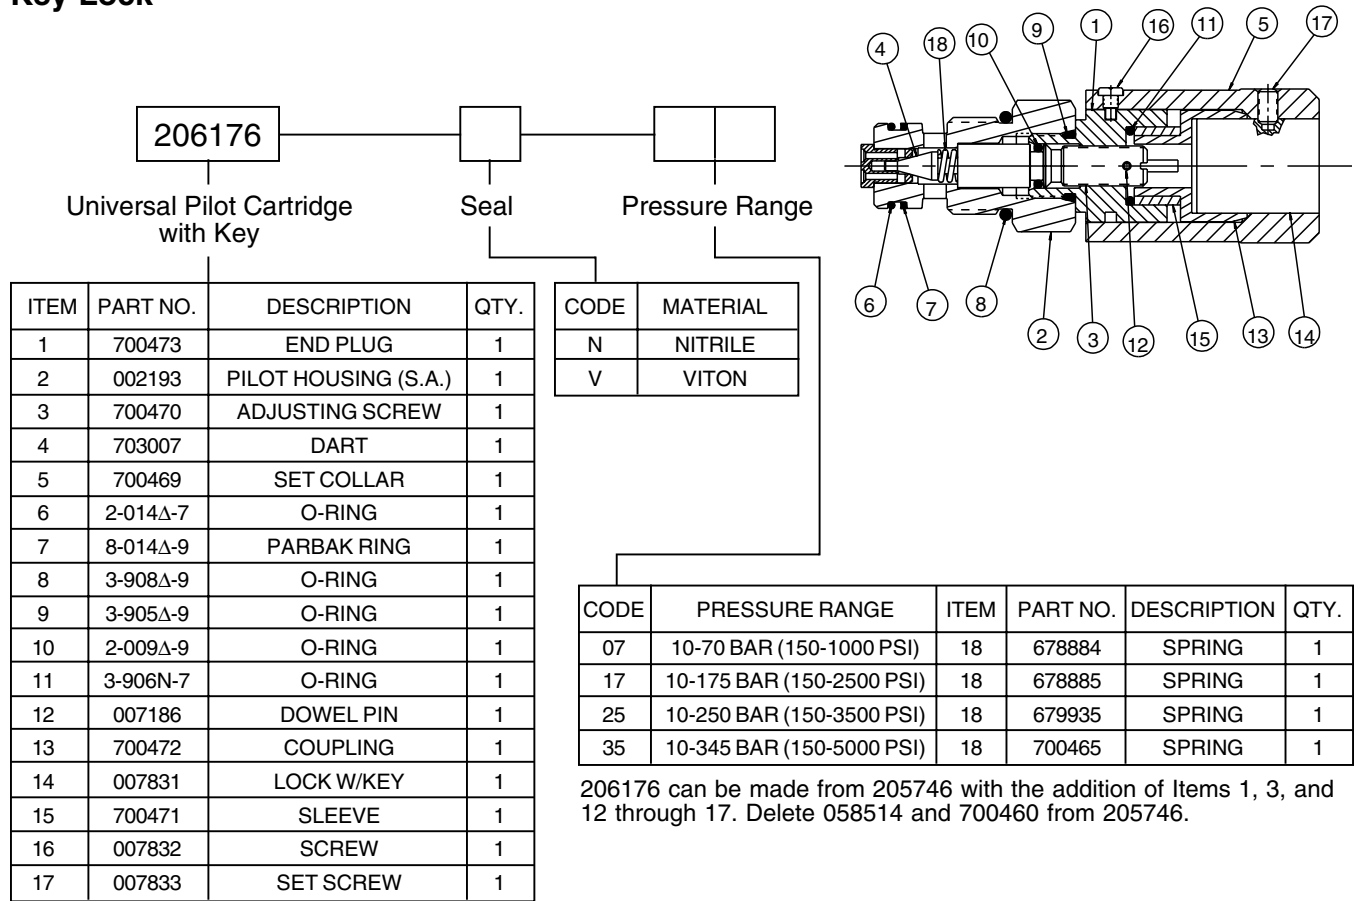 Key Lock
4 18 10 9 1 16 11 5 17
206176
Universal Pilot Cartridge
with Key
Seal
Pressure Range
6 7 8 2 3 12 15 13 14
ITEM PART NO. DESCRIPTION QTY.
1 700473 END PLUG 1
2 002193 PILOT HOUSING (S.A.) 1
3 700470 ADJUSTING SCREW 1
4 703007 DART 1
5 700469 SET COLLAR 1
6 2-014Δ-7 O-RING 1
7 8-014Δ-9 PARBAK RING 1
8 3-908Δ-9 O-RING 1
9 3-905Δ-9 O-RING 1
10 2-009Δ-9 O-RING 1
11 3-906N-7 O-RING 1
12 007186 DOWEL PIN 1
13 700472 COUPLING 1
14 007831 LOCK W/KEY 1
15 700471 SLEEVE 1
16 007832 SCREW 1
17 007833 SET SCREW 1
CODE MATERIAL
N NITRILE
V VITON
CODE PRESSURE RANGE ITEM PART NO. DESCRIPTION QTY.
07 10-70 BAR (150-1000 PSI) 18 678884 SPRING 1
17 10-175 BAR (150-2500 PSI) 18 678885 SPRING 1
25 10-250 BAR (150-3500 PSI) 18 679935 SPRING 1
35 10-345 BAR (150-5000 PSI) 18 700465 SPRING 1
206176 can be made from 205746 with the addition of Items 1, 3, and
12 through 17. Delete 058514 and 700460 from 205746.